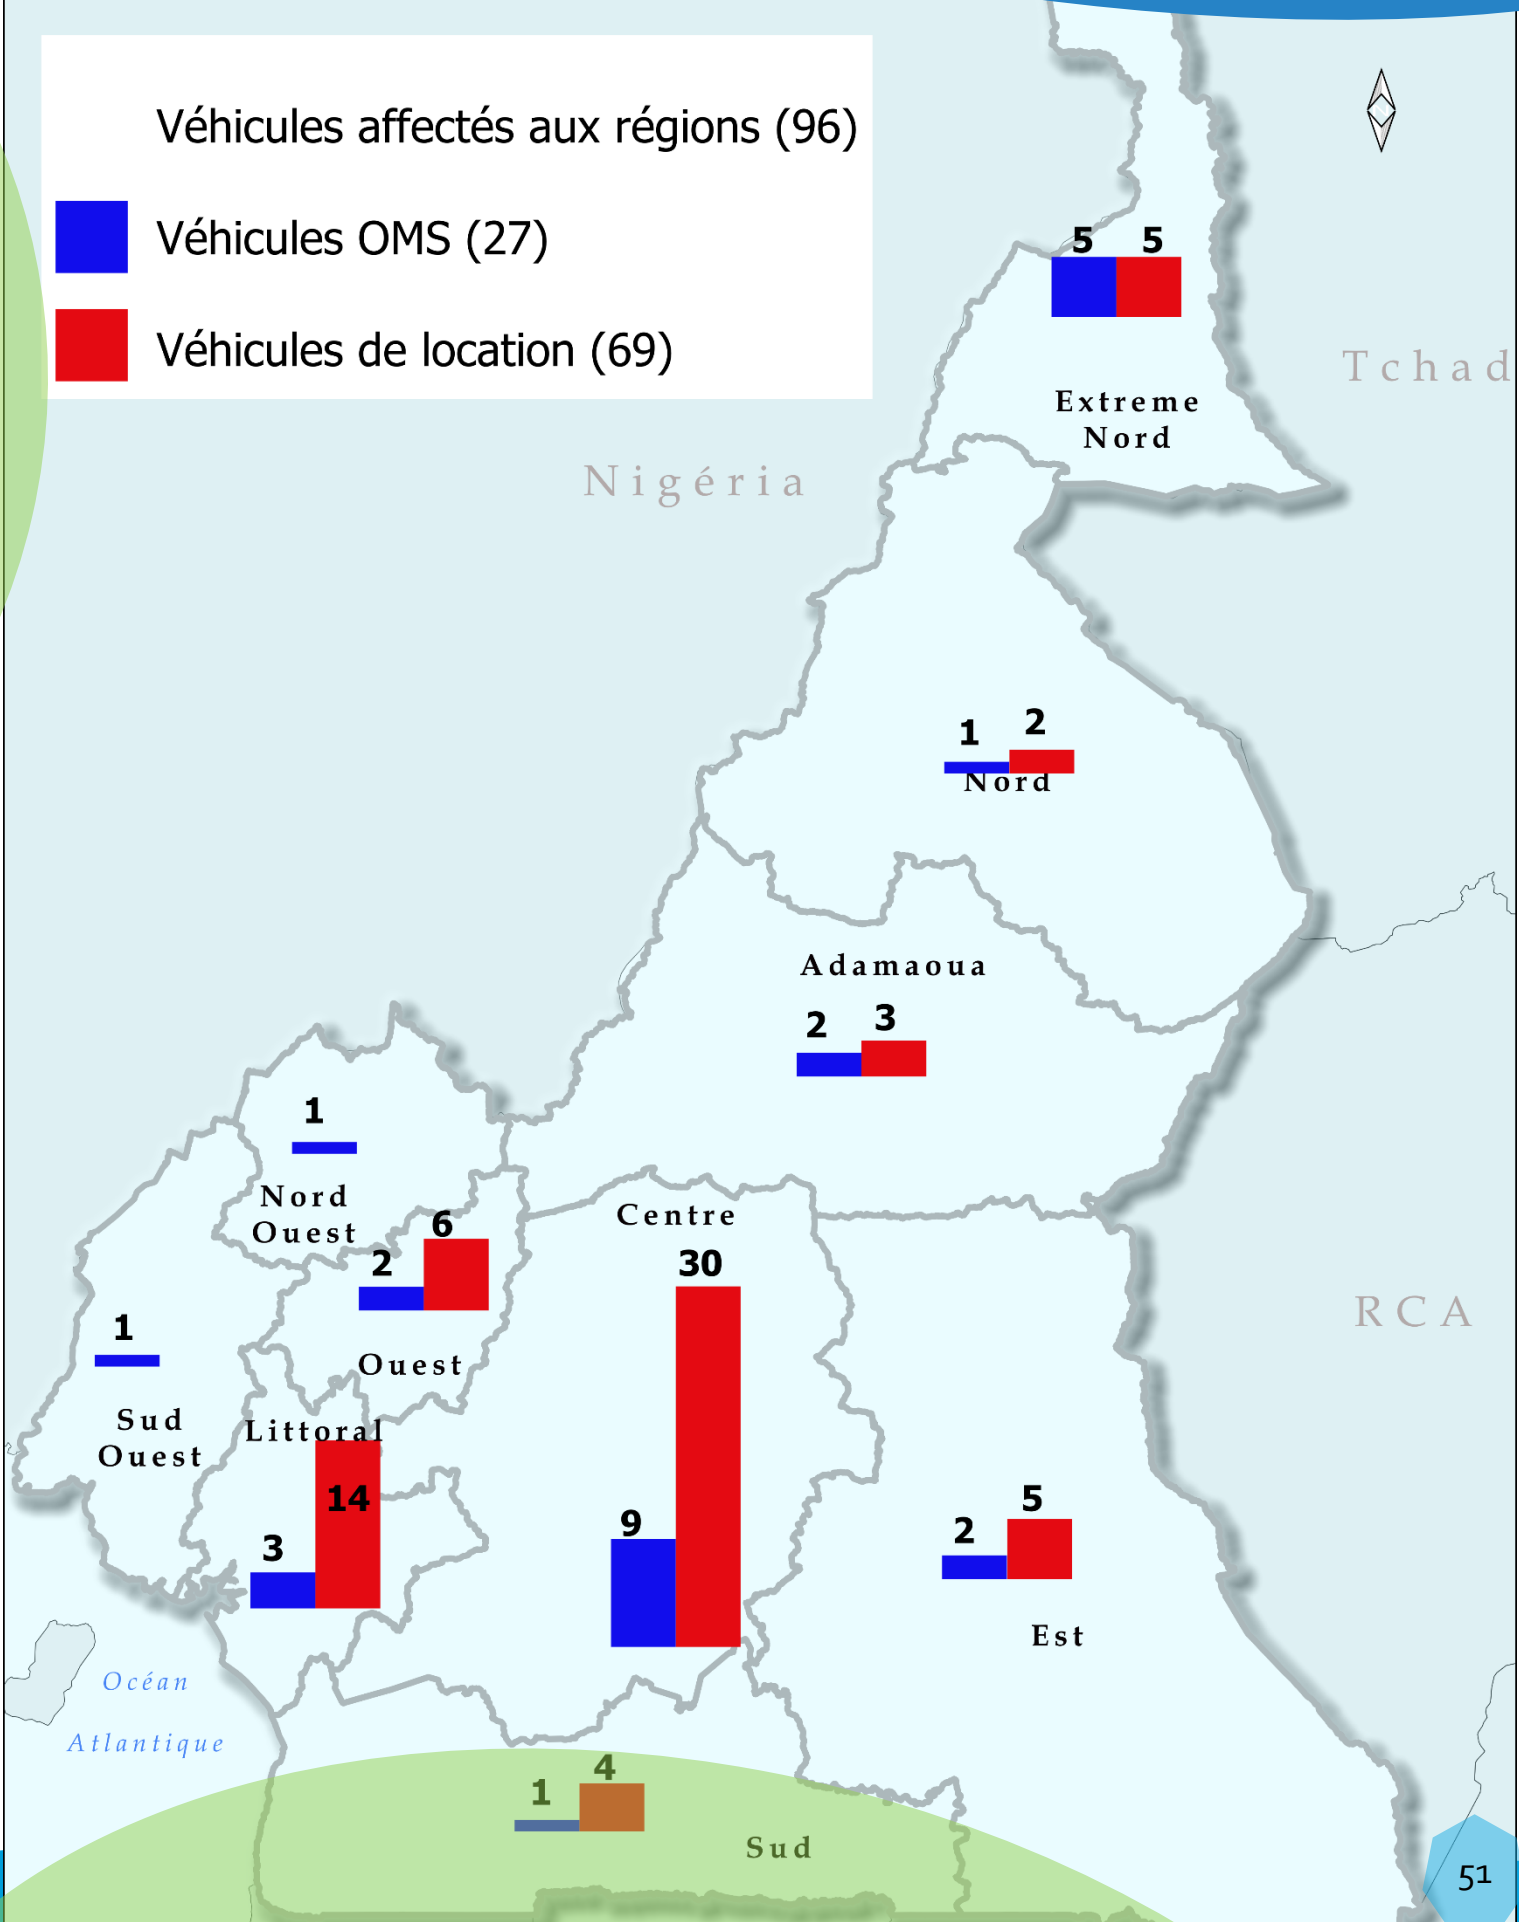 Véhicules affectés aux régions (96)
Véhicules OMS (27)
Véhicules de location (69)
5 5
Tchad
Extreme
Nord
Nigéria
1 2
Nord
Adamaoua
2 3
1
Nord
Ouest
Centre
6
2
30
RCA
1
Ouest
Sud
Ouest
Littoral
14
3
9
5
2
Est
Océan
Atlantique
4
1
Sud
51